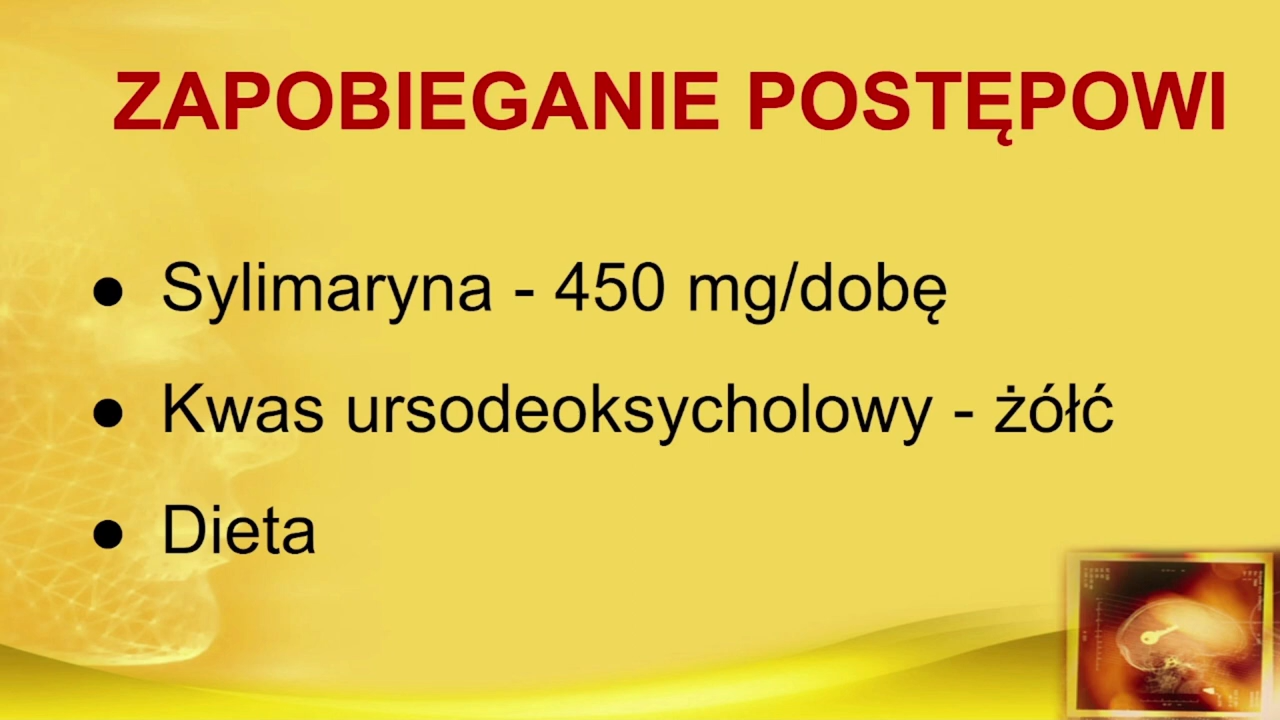 ZAPOBIEGANIE POSTĘPOWI
● Sylimaryna - 450 mg/dobę
● Kwas ursodeoksycholowy - żółć
● Dieta